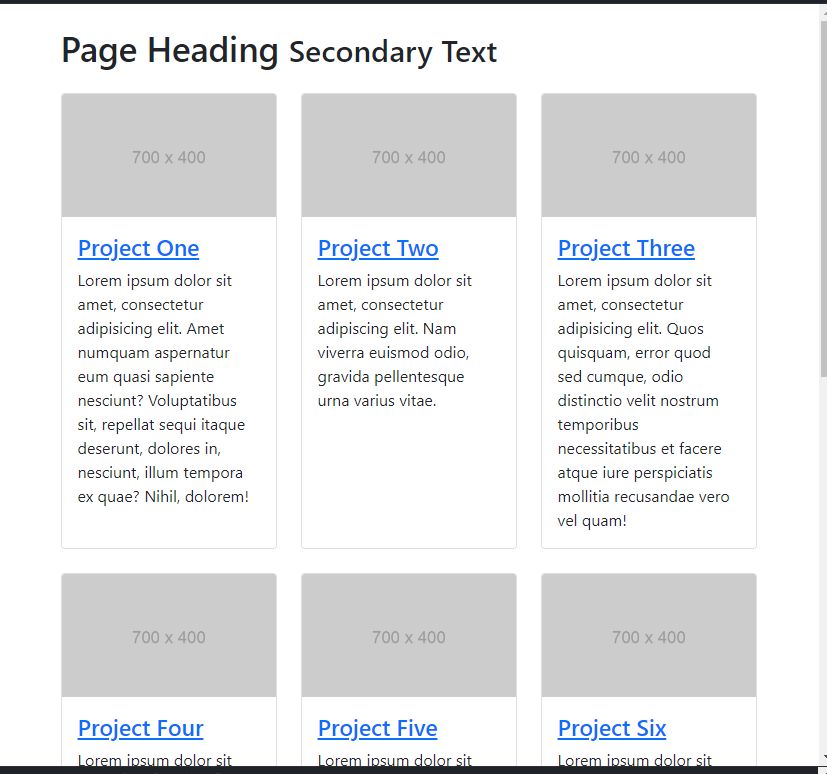 Page Heading Secondary Text
700 x 400
700 x 400
700 x 400
Project One
Lorem ipsum dolor sit
amet, consectetur
adipisicing elit. Amet
numquam aspernatur
eum quasi sapiente
nesciunt? Voluptatibus
sit, repellat sequi itaque
deserunt, dolores in,
nesciunt, illum tempora
ex quae? Nihil, dolorem!
Project Two
Lorem ipsum dolor sit
amet, consectetur
adipiscing elit. Nam
viverra euismod odio,
gravida pellentesque
urna varius vitae.
Project Three
Lorem ipsum dolor sit
amet, consectetur
adipisicing elit. Quos
quisquam, error quod
sed cumque, odio
distinctio velit nostrum
temporibus
necessitatibus et facere
atque iure perspiciatis
mollitia recusandae vero
vel quam!
700 x 400
700 x 400
700 x 400
Project Four
Lorem ipsum dolor sit
Project Five
Lorem ipsum dolor sit
Project Six
Lorem ipsum dolor sit